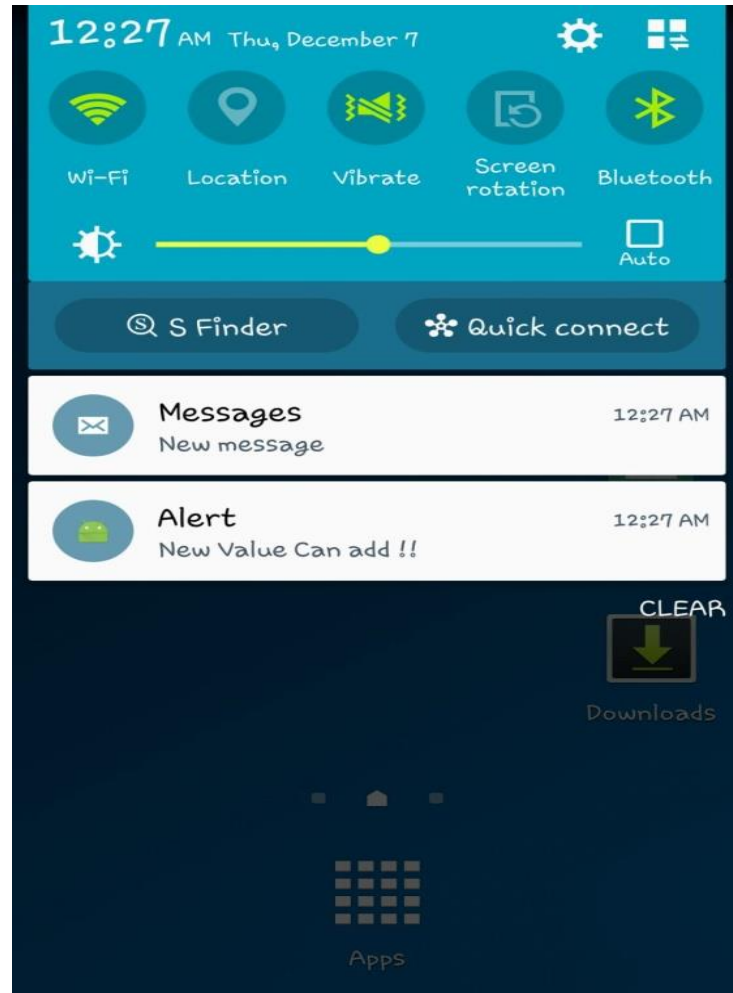 12:27 AM Thu, December 7
Wi-Fi Location Vibrate Screen rotation Bluetooth
Auto
S Finder Quick connect
Messages 12:27 AM
New message
Alert 12:27 AM
New Value Can add !!
CLEAR
Downloads
Apps